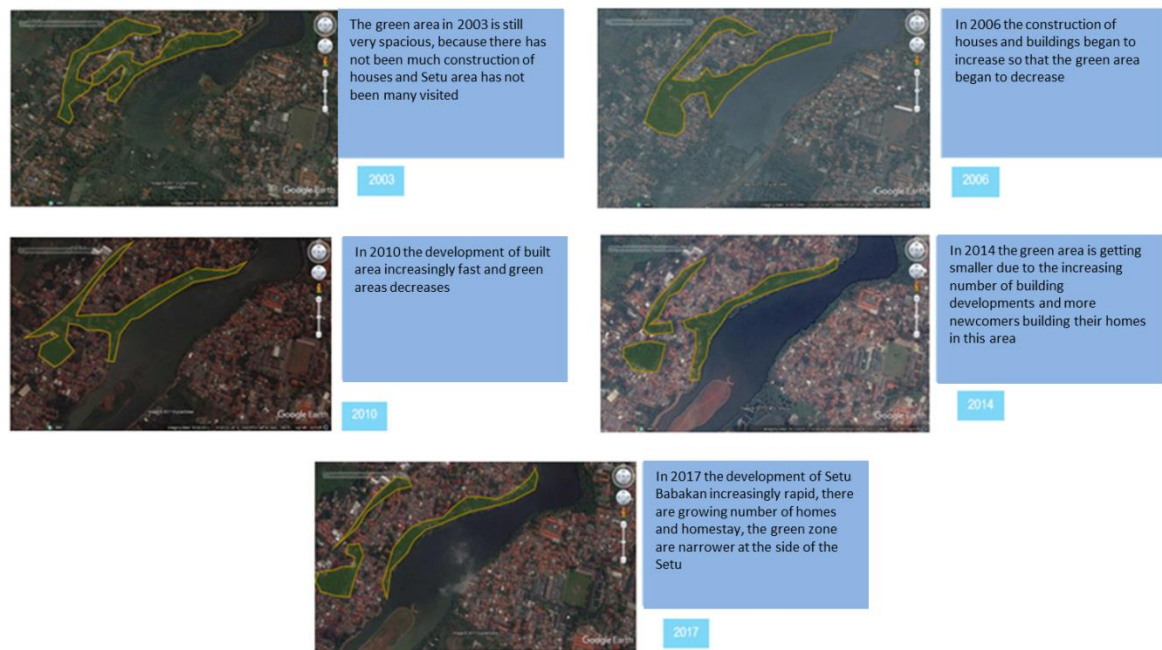 The green area in 2003 is still
very spacious, because there has
not been much construction of
houses and Setu area has not
been many visited
2003
In 2006 the construction of
houses and buildings began to
increase so that the green area
began to decrease
2006
In 2010 the development of built
area increasingly fast and green
areas decreases
2010
In 2014 the green area is getting
smaller due to the increasing
number of building
developments and more
newcomers building their homes
in this area
2014
In 2017 the development of Setu
Babakan increasingly rapid, there
are growing number of homes
and homestay, the green zone
are narrower at the side of the
Setu
2017
Google Earth
Google Earth
Google Earth
Google Earth
Google Earth